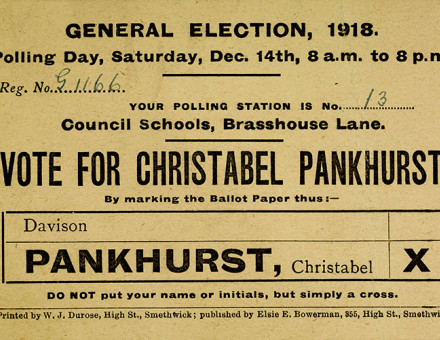 GENERAL ELECTION, 1918.
Polling Day, Saturday, Dec. 14th, 8 a.m. to 8 p.m
Reg. No. G 1166
YOUR POLLING STATION IS No. 13
Council Schools, Brasshouse Lane.
VOTE FOR CHRISTABEL PANKHURST
By marking the Ballot Paper thus:—
Davison
PANKHURST, Christabel X
DO NOT put your name or initials, but simply a cross.
Printed by W. J. Durose, High St., Smethwick; published by Elsie E. Bowerman, 355, High St., Smethwi